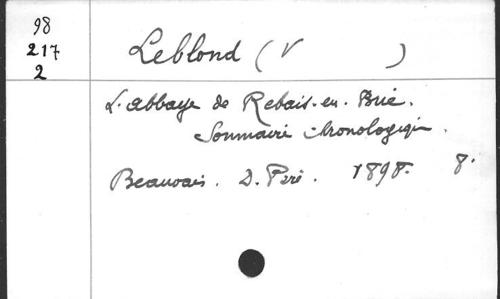 98
217
2
Leblond (V )
L'abbaye de Rebais-en-Brie.
Sommaire chronologique.
Beauvais. D. Père. 1898. 8°